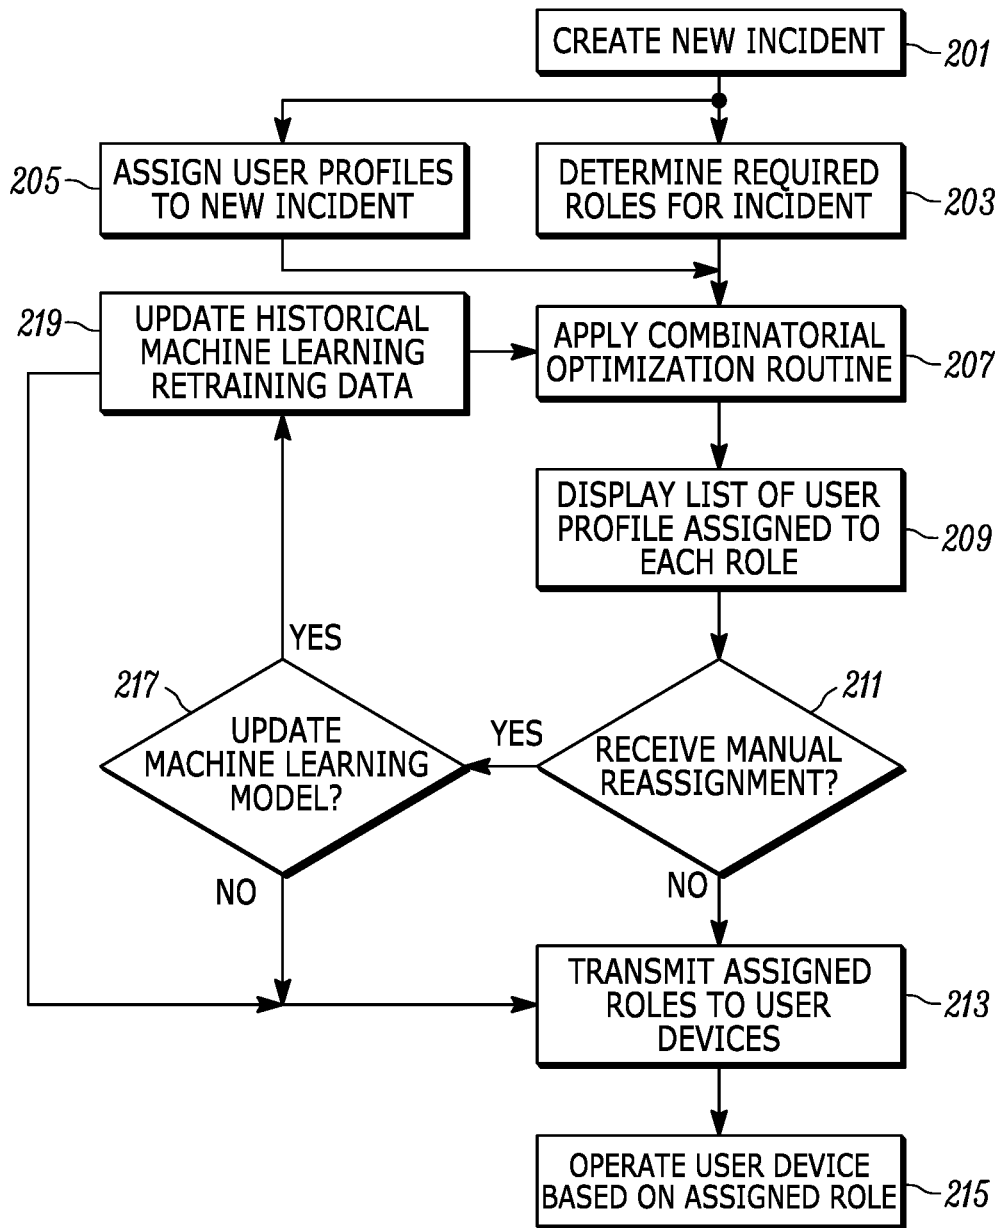 CREATE NEW INCIDENT
201
205
ASSIGN USER PROFILES
TO NEW INCIDENT
DETERMINE REQUIRED
ROLES FOR INCIDENT
203
219
UPDATE HISTORICAL
MACHINE LEARNING
RETRAINING DATA
APPLY COMBINATORIAL
OPTIMIZATION ROUTINE
207
DISPLAY LIST OF USER
PROFILE ASSIGNED TO
EACH ROLE
209
YES
217
UPDATE
MACHINE LEARNING
MODEL?
YES
211
RECEIVE MANUAL
REASSIGNMENT?
NO
NO
TRANSMIT ASSIGNED
ROLES TO USER
DEVICES
213
OPERATE USER DEVICE
BASED ON ASSIGNED ROLE
215